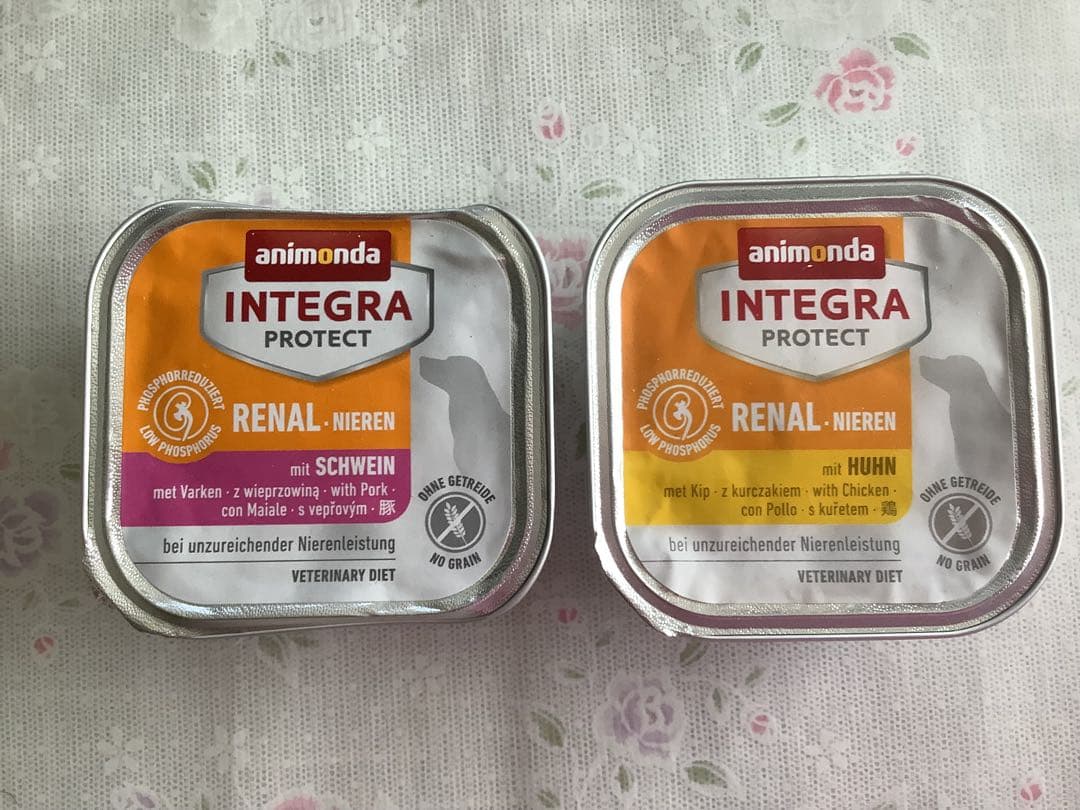 animonda
INTEGRA
PROTECT
PHOSPHORREDUZIERT
LOW PHOSPHORUS
RENAL · NIEREN
mit SCHWEIN
met Varken · z wieprzowiną · with Pork ·
con Maiale · s vepřovým · 豚
OHNE GETREIDE
NO GRAIN
bei unzureichender Nierenleistung
VETERINARY DIET
animonda
INTEGRA
PROTECT
PHOSPHORREDUZIERT
LOW PHOSPHORUS
RENAL · NIEREN
mit HUHN
met Kip · z kurczakiem · with Chicken ·
con Pollo · s kuřetem · 鶏
OHNE GETREIDE
NO GRAIN
bei unzureichender Nierenleistung
VETERINARY DIET